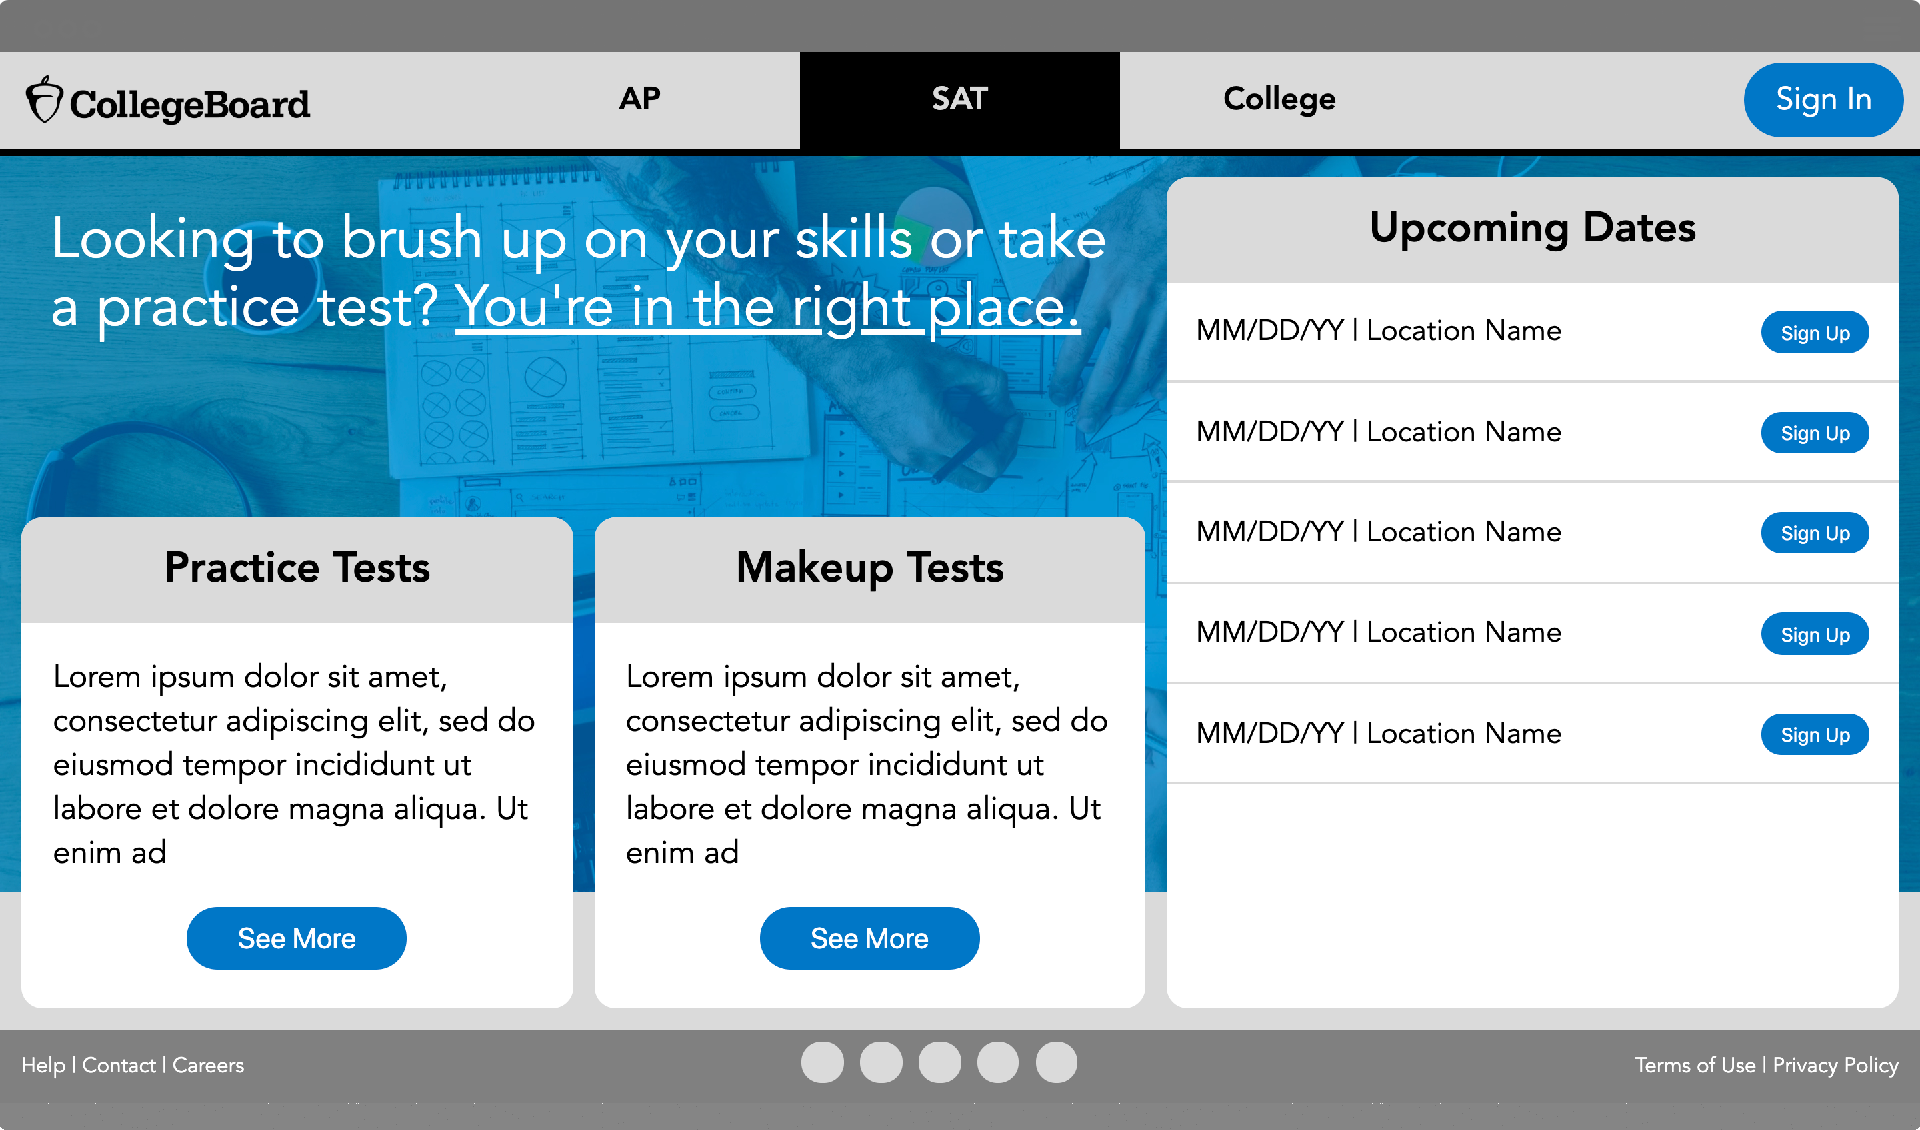 CollegeBoard
AP
SAT
College
Sign In
Looking to brush up on your skills or take
a practice test? You're in the right place.
Upcoming Dates
MM/DD/YY | Location Name
Sign Up
MM/DD/YY | Location Name
Sign Up
MM/DD/YY | Location Name
Sign Up
MM/DD/YY | Location Name
Sign Up
MM/DD/YY | Location Name
Sign Up
Practice Tests
Lorem ipsum dolor sit amet,
consectetur adipiscing elit, sed do
eiusmod tempor incididunt ut
labore et dolore magna aliqua. Ut
enim ad
See More
Makeup Tests
Lorem ipsum dolor sit amet,
consectetur adipiscing elit, sed do
eiusmod tempor incididunt ut
labore et dolore magna aliqua. Ut
enim ad
See More
Help | Contact | Careers
Terms of Use | Privacy Policy